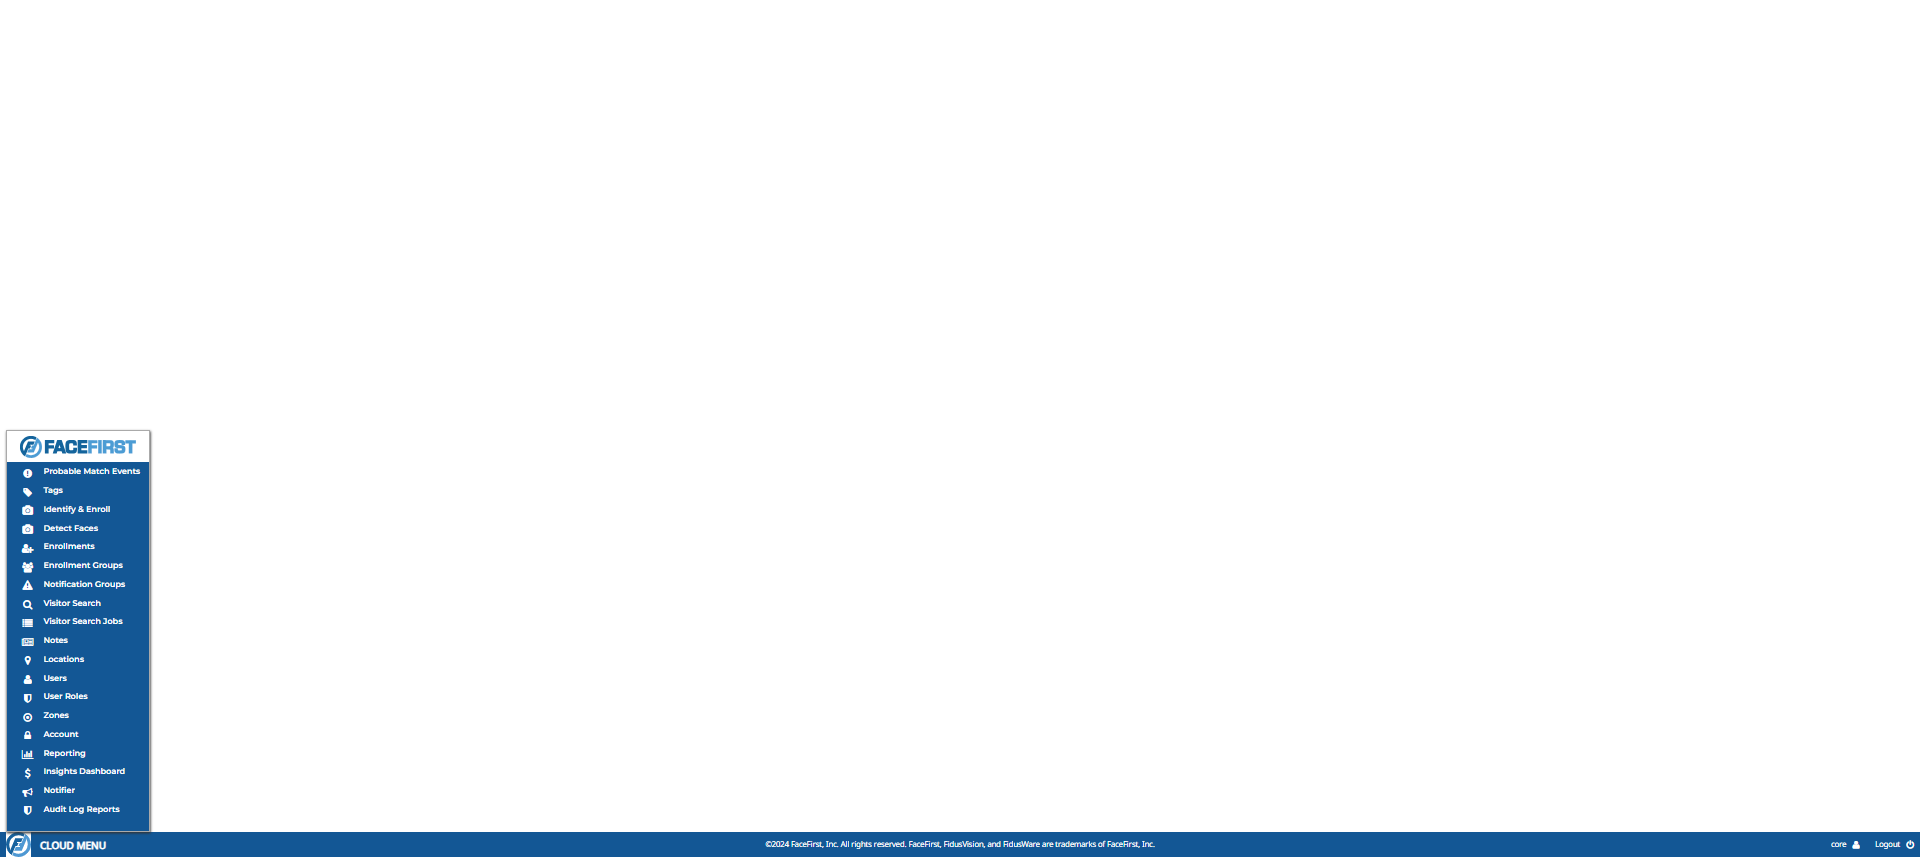 FACEFIRST
Probable Match Events
Tags
Identify & Enroll
Detect Faces
Enrollments
Enrollment Groups
Notification Groups
Visitor Search
Visitor Search Jobs
Notes
Locations
Users
User Roles
Zones
Account
Reporting
Insights Dashboard
Notifier
Audit Log Reports
CLOUD MENU
©2024 FaceFirst, Inc. All rights reserved. FaceFirst, FidusVision, and FidusWare are trademarks of FaceFirst, Inc.
core
Logout